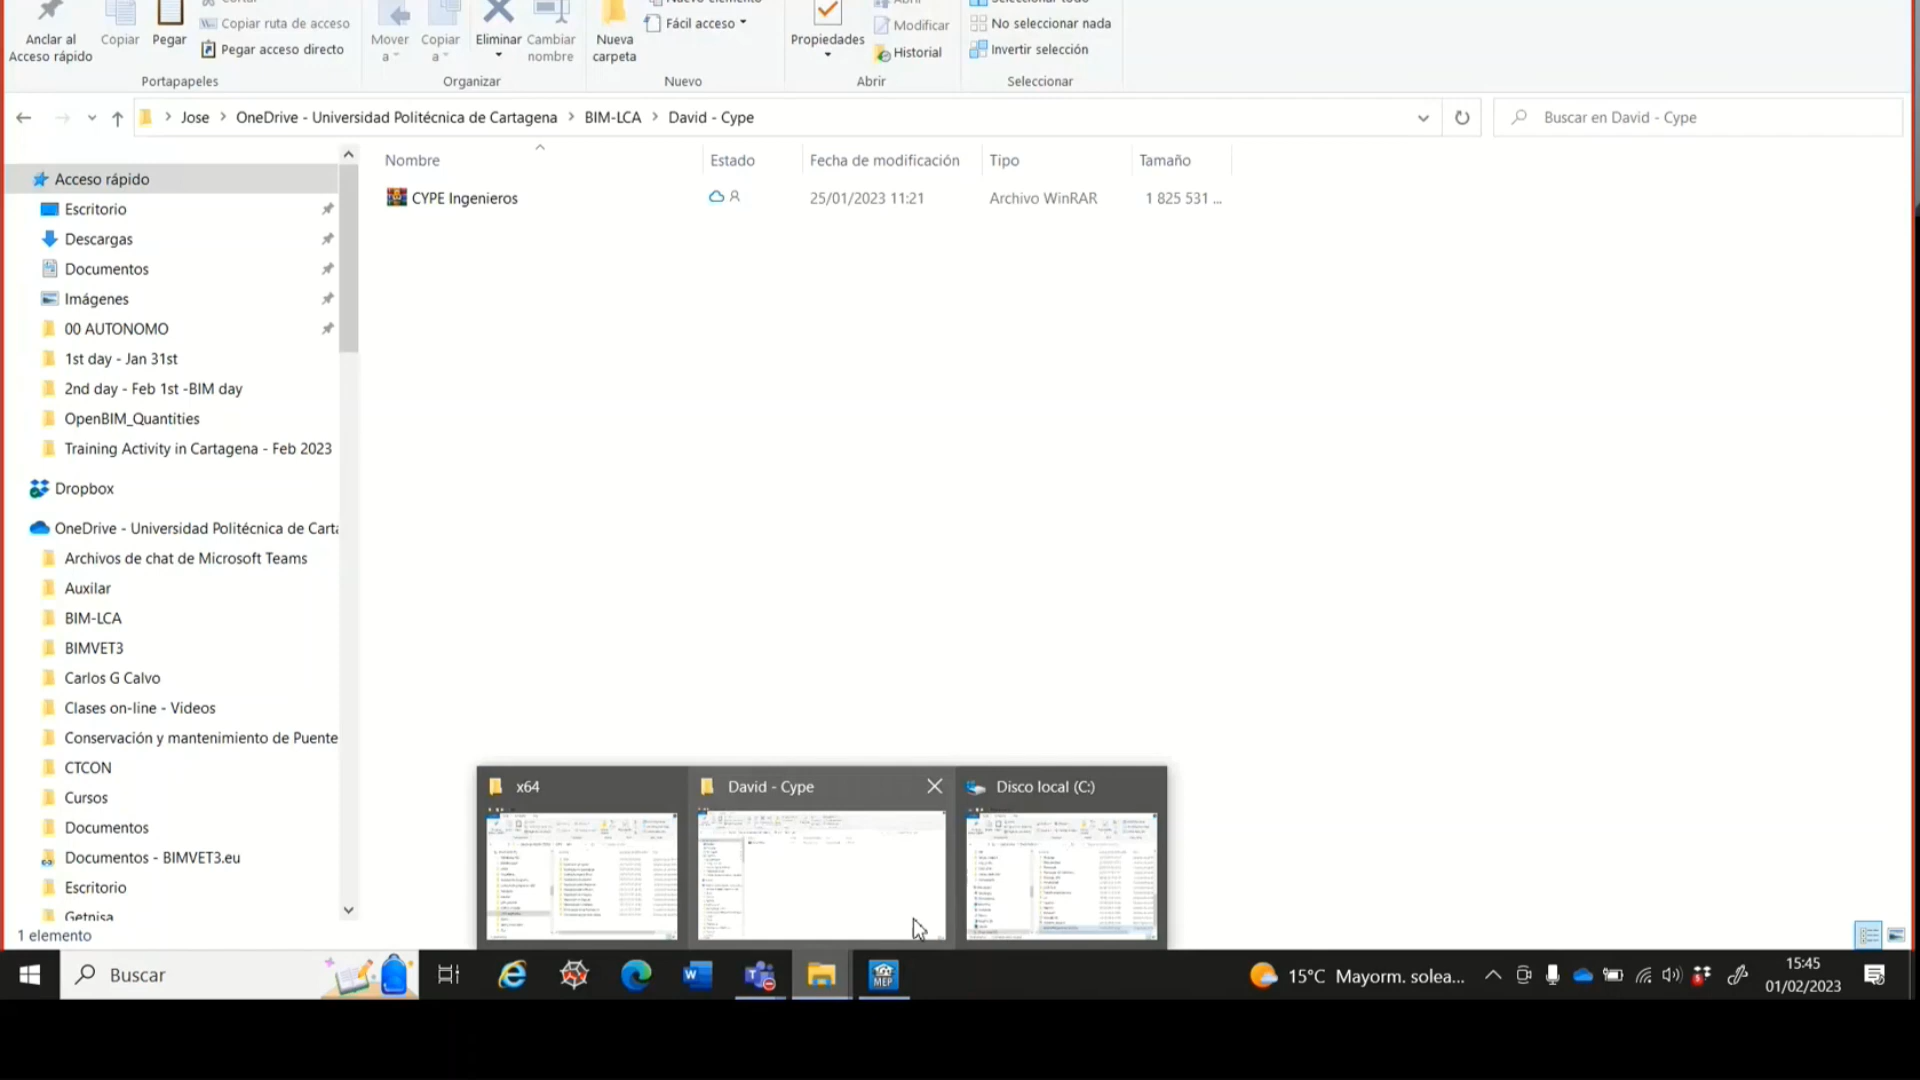 Anclar al
Acceso rápido
Copiar
Pegar
Copiar ruta de acceso
Pegar acceso directo
Mover
a
Copiar
a
Eliminar
Cambiar
nombre
Nueva
carpeta
Fácil acceso
Propiedades
Modificar
Historial
No seleccionar nada
Invertir selección
Portapapeles
Organizar
Nuevo
Abrir
Seleccionar
Jose > OneDrive - Universidad Politécnica de Cartagena > BIM-LCA > David - Cype
Buscar en David - Cype
Nombre
Estado
Fecha de modificación
Tipo
Tamaño
CYPE Ingenieros
25/01/2023 11:21
Archivo WinRAR
1 825 531 ...
Acceso rápido
Escritorio
Descargas
Documentos
Imágenes
00 AUTONOMO
1st day - Jan 31st
2nd day - Feb 1st -BIM day
OpenBIM_Quantities
Training Activity in Cartagena - Feb 2023
Dropbox
OneDrive - Universidad Politécnica de Carta
Archivos de chat de Microsoft Teams
Auxilar
BIM-LCA
BIMVET3
Carlos G Calvo
Clases on-line - Videos
Conservación y mantenimiento de Puente
CTCON
Cursos
Documentos
Documentos - BIMVET3.eu
Escritorio
Getnisa
1 elemento
x64
David - Cype
Disco local (C:)
Buscar
MEP
15°C Mayorm. solea...
15:45
01/02/2023